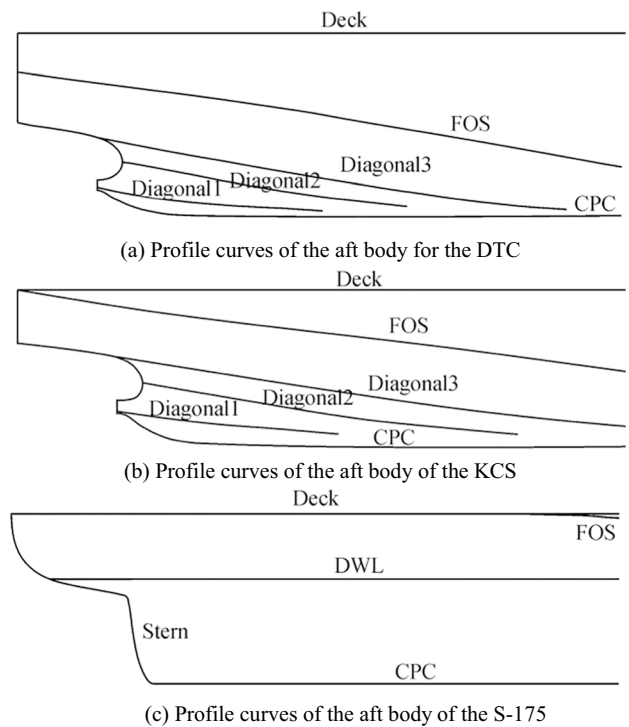 Deck
FOS
Diagonal3
Diagonal2
Diagonal1
CPC
(a) Profile curves of the aft body for the DTC
Deck
FOS
Diagonal3
Diagonal2
Diagonal1
CPC
(b) Profile curves of the aft body of the KCS
Deck
FOS
DWL
Stern
CPC
(c) Profile curves of the aft body of the S-175